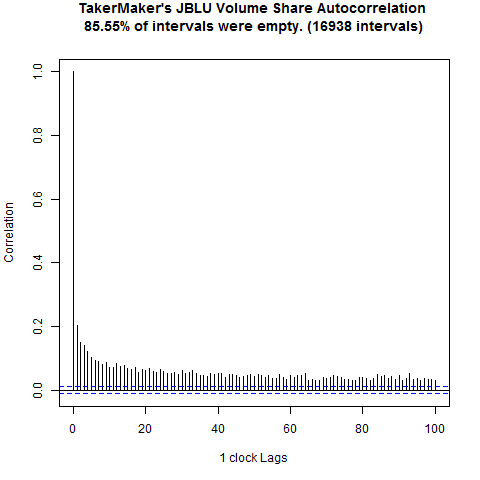 TakerMaker's JBLU Volume Share Autocorrelation
85.55% of intervals were empty. (16938 intervals)
1.0
0.8
0.6
0.4
0.2
0.0
Correlation
0 20 40 60 80 100
1 clock Lags